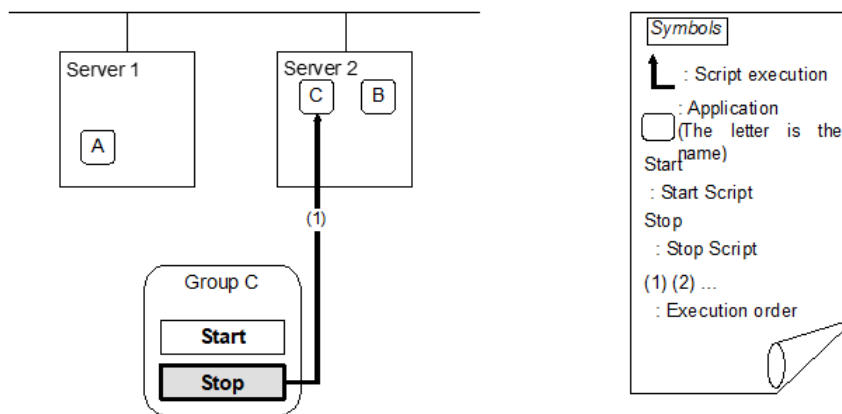 Server 1
A
Server 2
C
B
(1)
Group C
Start
Stop
Symbols
: Script execution
: Application
(The letter is the
name)
Start
: Start Script
Stop
: Stop Script
(1) (2) ...
: Execution order